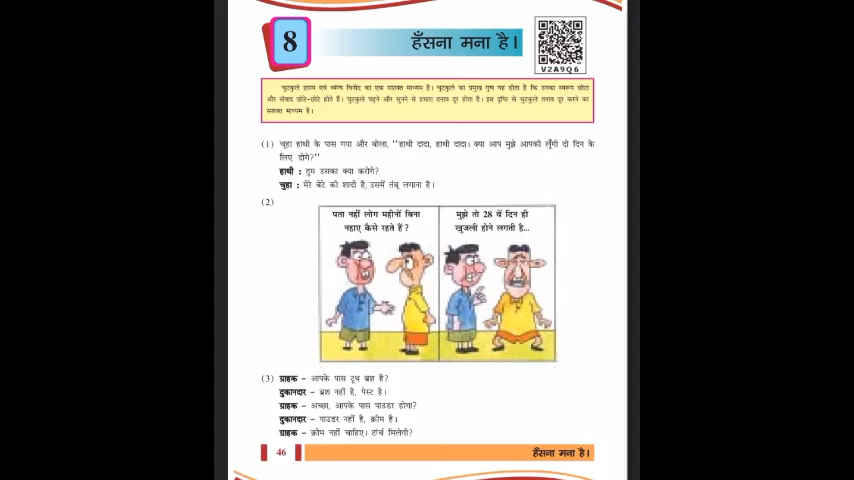 8
हँसना मना है।
V2A9Q6
चुटकुले हास्य एवं व्यंग्य विनोद का एक सशक्त माध्यम है। चुटकुले का प्रमुख गुण यह होता है कि उनका स्वरूप छोटा
और संवाद छोटे-छोटे होते हैं। चुटकुले पढ़ने और सुनने से हमारा तनाव दूर होता है। इस दृष्टि से चुटकुले तनाव दूर करने का
सशक्त माध्यम है।
(1) चूहा हाथी के पास गया और बोला, "हाथी दादा, हाथी दादा। क्या आप मुझे आपकी लूँगी दो दिन के
लिए दोगे?"
हाथी : तुम उसका क्या करोगे?
चुहा : मेरे बेटे की शादी है, उसमें तंबू लगाना है।
(2)
पता नहीं लोग महीनों बिना
नहाए कैसे रहते हैं ?
मुझे तो 28 वें दिन ही
खुजली होने लगती है...
(3) ग्राहक – आपके पास टूथ ब्रश है?
दुकानदार – ब्रश नहीं है, पेस्ट है।
ग्राहक – अच्छा, आपके पास पाउडर होगा?
दुकानदार – पाउडर नहीं है, क्रीम है।
ग्राहक – क्रीम नहीं चाहिए। टॉर्च मिलेगी?
46
हँसना मना है।